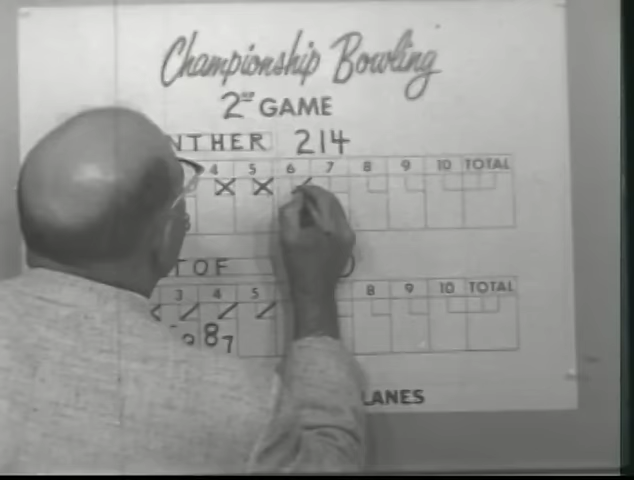 Championship Bowling
2ND GAME
NTHER 214
4 5 6 7 8 9 10 TOTAL
X X /
TOF
3 4 5 8 9 10 TOTAL
/ / /
87
LANES